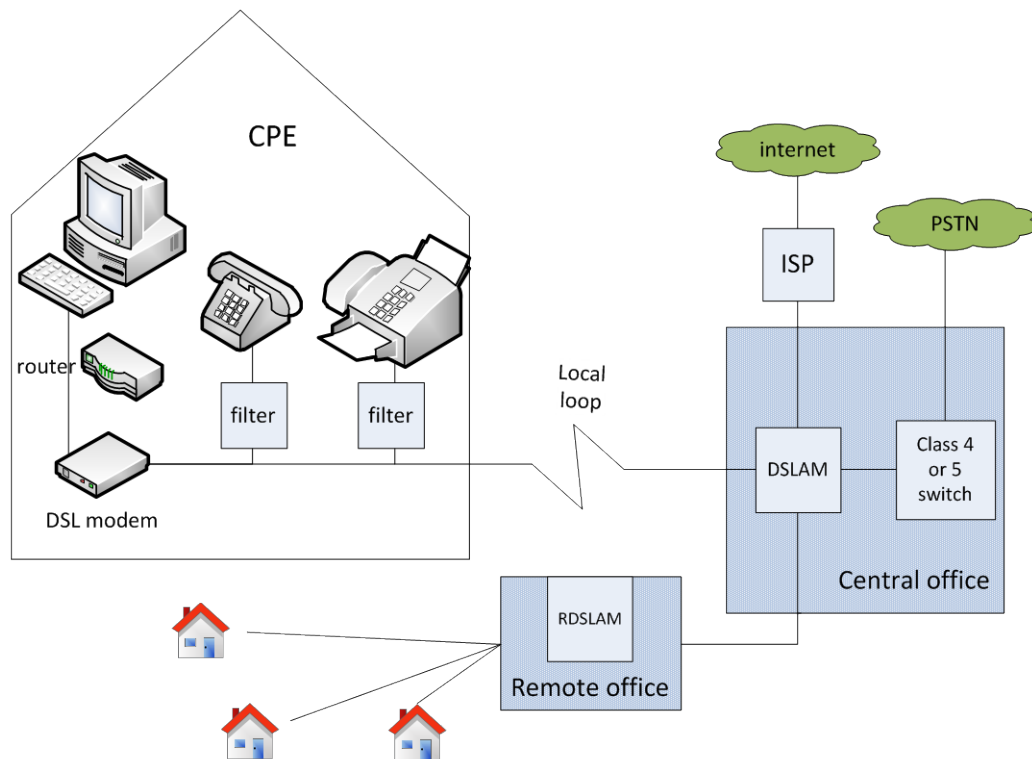 CPE
internet
PSTN
ISP
router
filter
filter
Local
loop
DSLAM
Class 4
or 5
switch
DSL modem
Central office
RDSLAM
Remote office